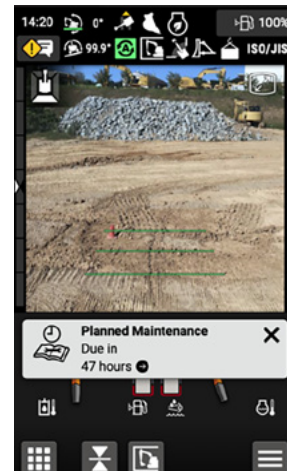 14:20 0° 100%
99.9° A ISO/JIS
Planned Maintenance
Due in
47 hours